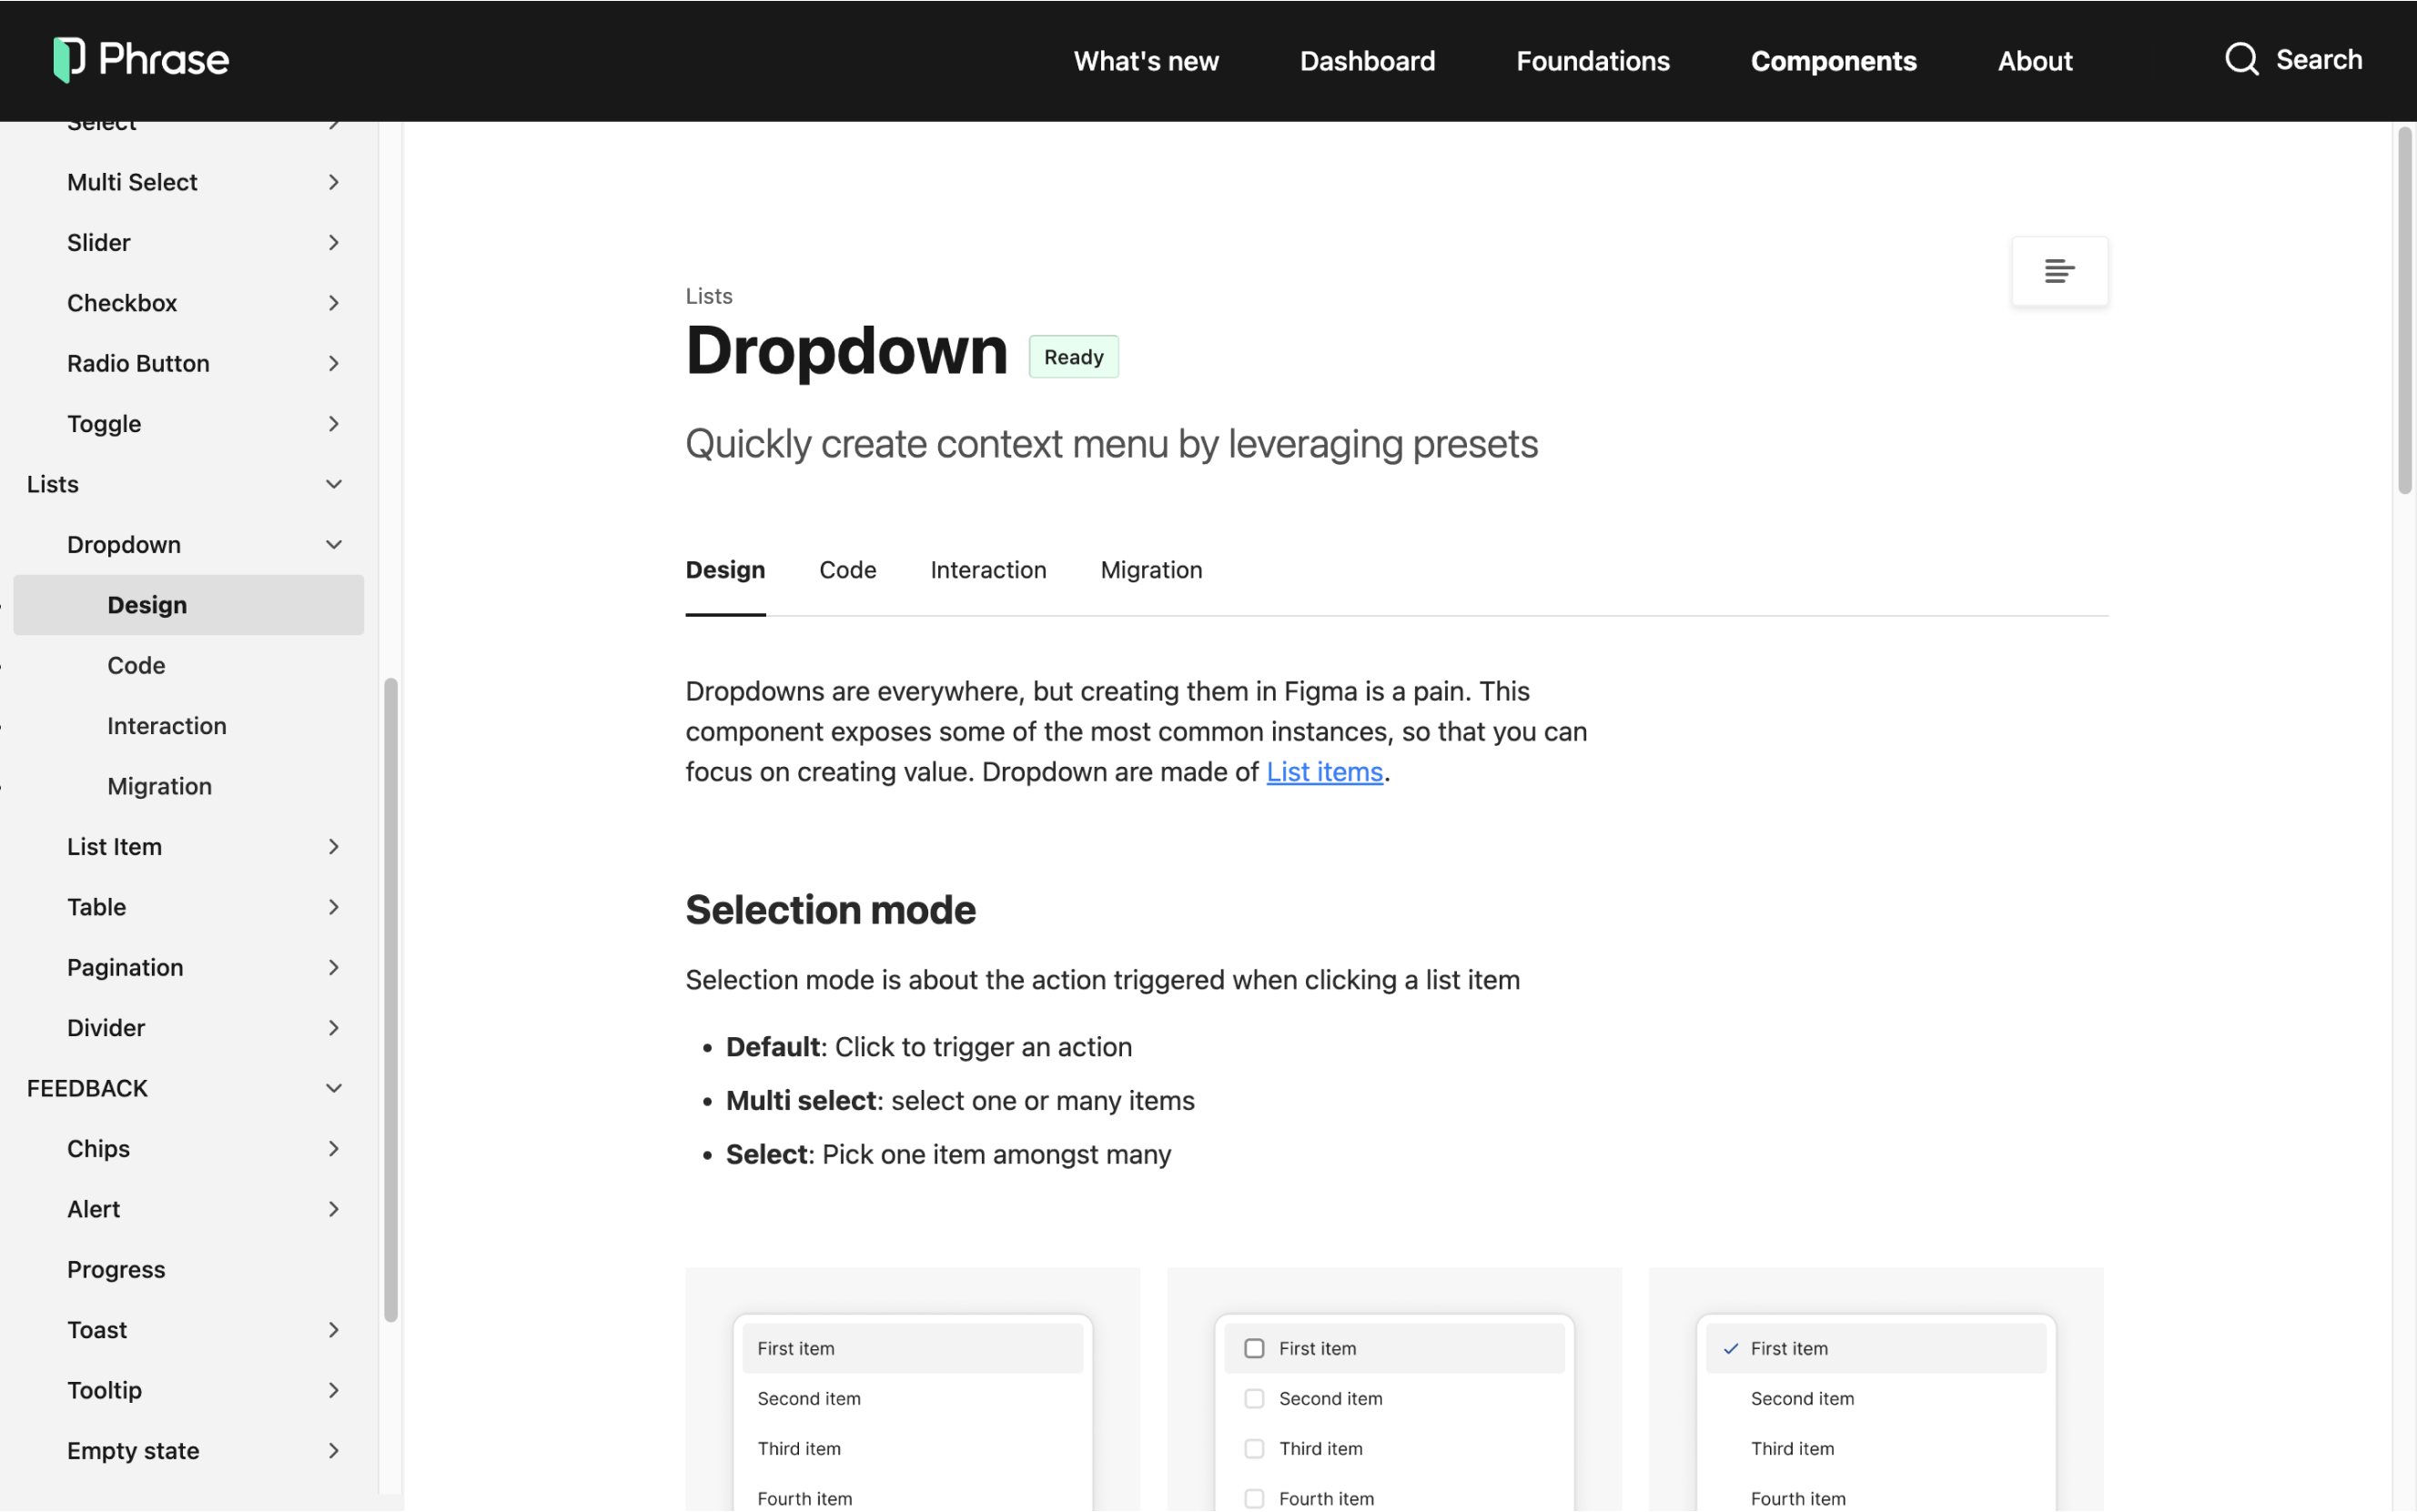 Phrase
What's new
Dashboard
Foundations
Components
About
Search
Select
Multi Select
Slider
Checkbox
Radio Button
Toggle
Lists
Dropdown
Design
Code
Interaction
Migration
List Item
Table
Pagination
Divider
FEEDBACK
Chips
Alert
Progress
Toast
Tooltip
Empty state
Lists
Dropdown
Ready
Quickly create context menu by leveraging presets
Design
Code
Interaction
Migration
Dropdowns are everywhere, but creating them in Figma is a pain. This
component exposes some of the most common instances, so that you can
focus on creating value. Dropdown are made of List items.
Selection mode
Selection mode is about the action triggered when clicking a list item
• Default: Click to trigger an action
• Multi select: select one or many items
• Select: Pick one item amongst many
First item
Second item
Third item
Fourth item
First item
Second item
Third item
Fourth item
First item
Second item
Third item
Fourth item